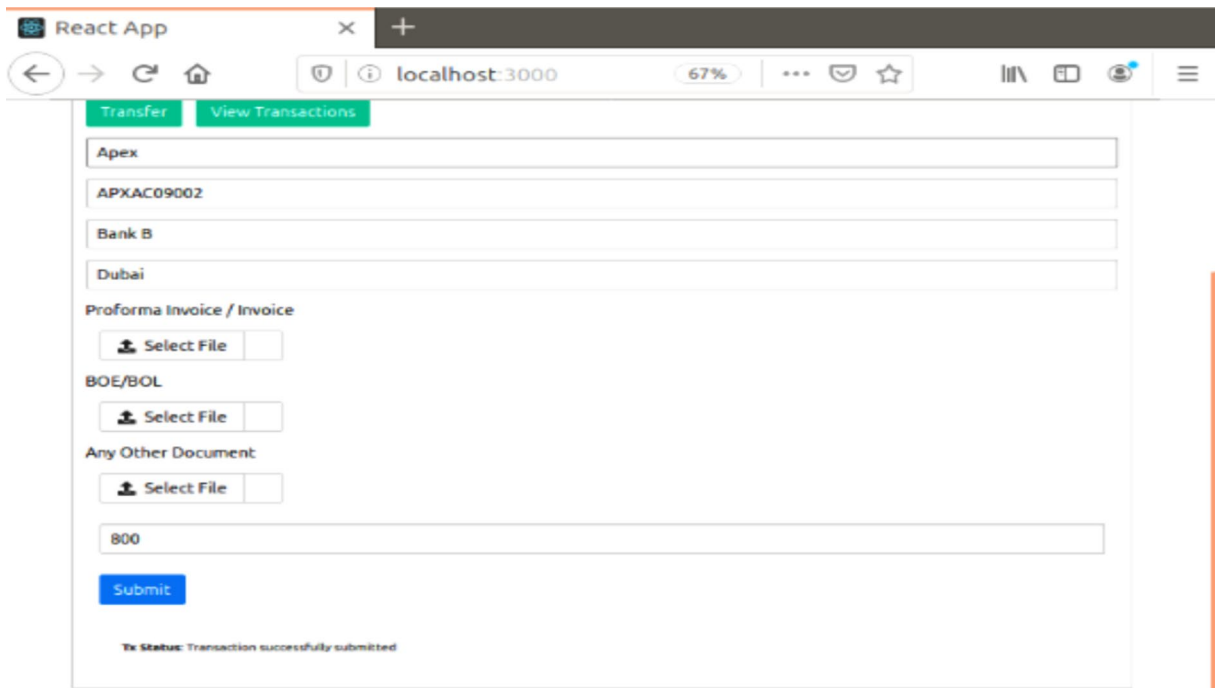 React App
localhost:3000 67%
Transfer View Transactions
Apex
APXAC09002
Bank B
Dubai
Proforma Invoice / Invoice
Select File
BOE/BOL
Select File
Any Other Document
Select File
800
Submit
Tx Status: Transaction successfully submitted